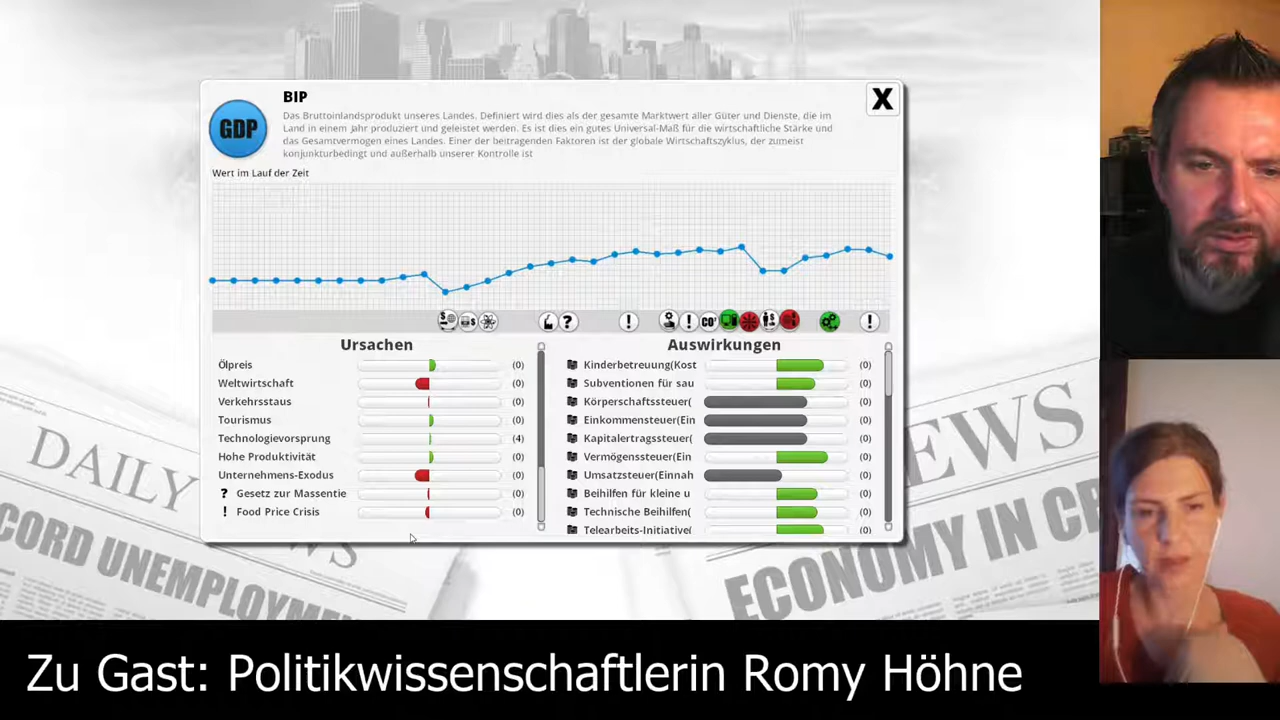 BIP
X
GDP
Das Bruttoinlandsprodukt unseres Landes. Definiert wird dies als der gesamte Marktwert aller Güter und Dienste, die im
Land in einem Jahr produziert und geleistet werden. Es ist dies ein gutes Universal-Maß für die wirtschaftliche Stärke und
das Gesamtvermogen eines Landes. Einer der beitragenden Faktoren ist der globale Wirtschaftszyklus, der zumeist
konjunkturbedingt und außerhalb unserer Kontrolle ist
Wert im Lauf der Zeit
Ursachen
Ölpreis (0)
Weltwirtschaft (0)
Verkehrsstaus (0)
Tourismus (0)
Technologievorsprung (4)
Hohe Produktivität (0)
Unternehmens-Exodus (0)
? Gesetz zur Massentie (0)
! Food Price Crisis (0)
Auswirkungen
Kinderbetreuung(Kost (0)
Subventionen für sau (0)
Körperschaftssteuer( (0)
Einkommensteuer(Ein (0)
Kapitalertragssteuer( (0)
Vermögenssteuer(Ein (0)
Umsatzsteuer(Einnah (0)
Beihilfen für kleine u (0)
Technische Beihilfen( (0)
Telearbeits-Initiative( (0)
DAILY
NEWS
CORD UNEMPLOYME
EWS
ECONOMY IN CR
Zu Gast: Politikwissenschaftlerin Romy Höhne